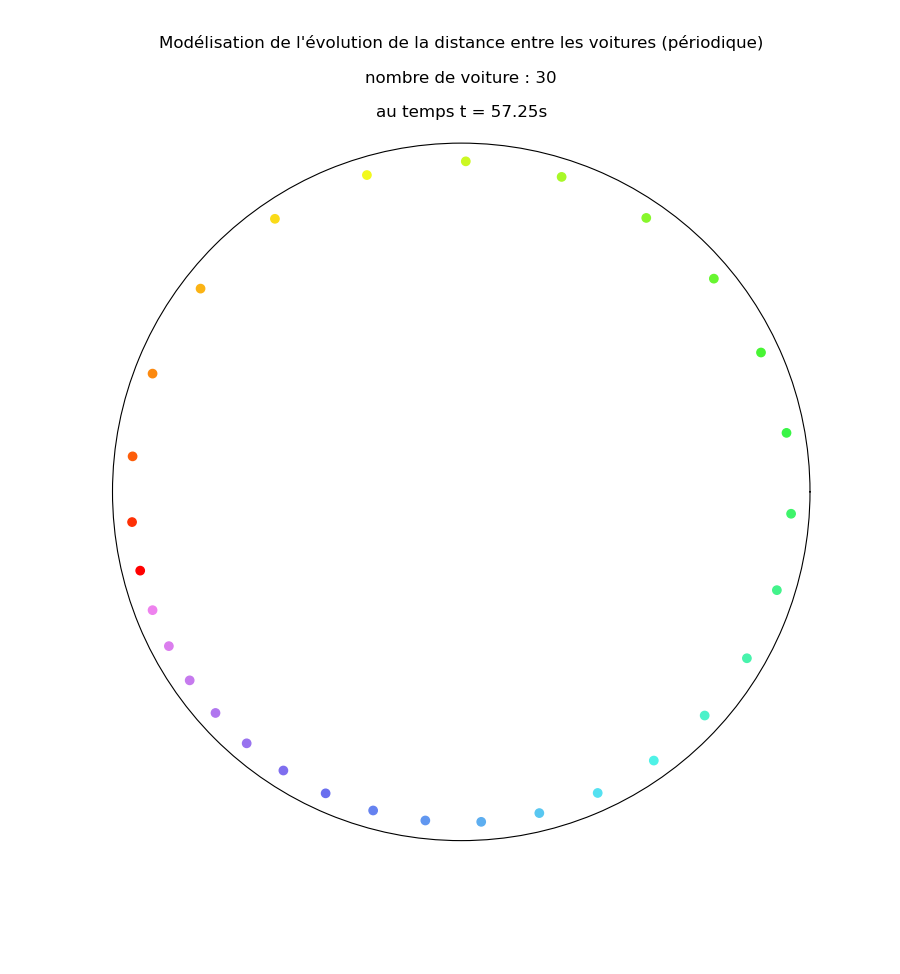 Modélisation de l'évolution de la distance entre les voitures (périodique)
nombre de voiture : 30
au temps t = 57.25s